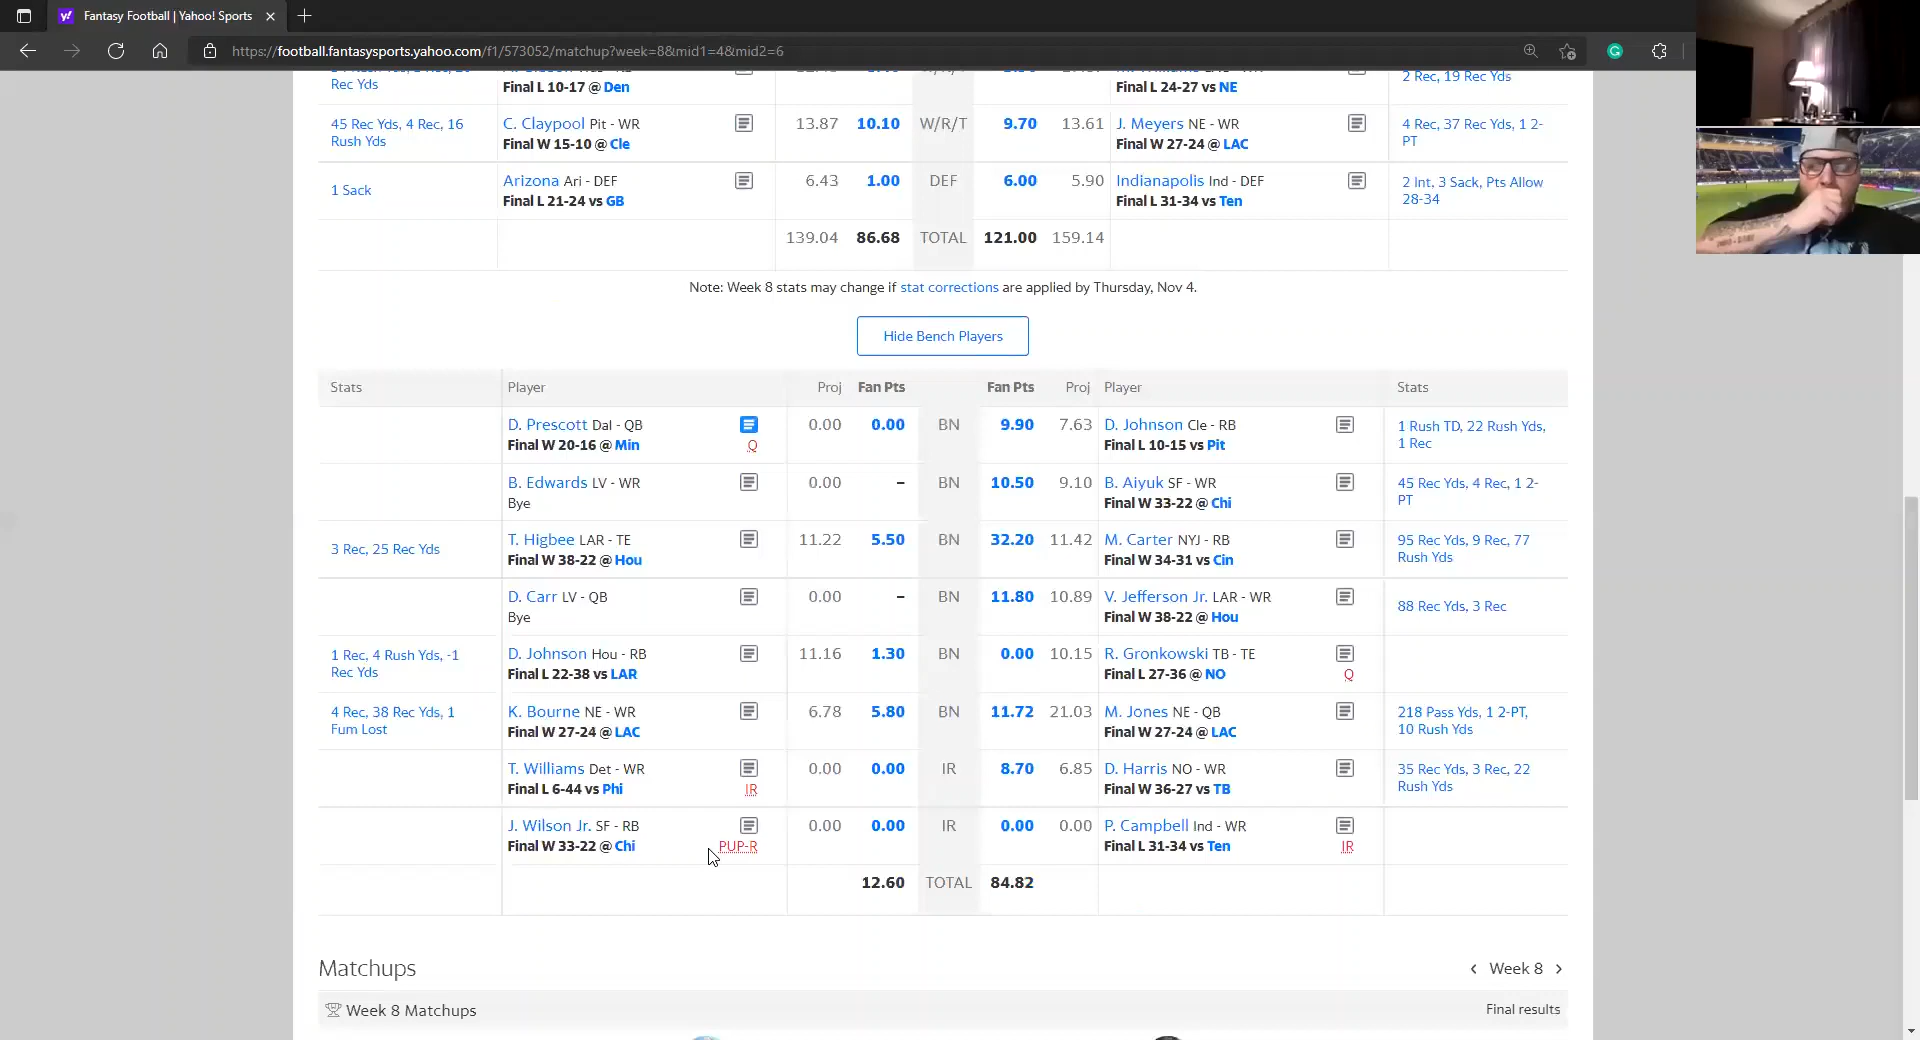 Fantasy Football | Yahoo! Sports
https://football.fantasysports.yahoo.com/f1/573052/matchup?week=8&mid1=4&mid2=6
Rec Yds
Final L 10-17 @ Den
Final L 24-27 vs NE
2 Rec, 19 Rec Yds
45 Rec Yds, 4 Rec, 16
Rush Yds
C. Claypool Pit - WR
Final W 15-10 @ Cle
13.87 10.10 W/R/T 9.70 13.61
J. Meyers NE - WR
Final W 27-24 @ LAC
4 Rec, 37 Rec Yds, 1 2-
PT
1 Sack
Arizona Ari - DEF
Final L 21-24 vs GB
6.43 1.00 DEF 6.00 5.90
Indianapolis Ind - DEF
Final L 31-34 vs Ten
2 Int, 3 Sack, Pts Allow
28-34
139.04 86.68 TOTAL 121.00 159.14
Note: Week 8 stats may change if stat corrections are applied by Thursday, Nov 4.
Hide Bench Players
Stats Player Proj Fan Pts Fan Pts Proj Player Stats
D. Prescott Dal - QB
Final W 20-16 @ Min
Q
0.00 0.00 BN 9.90 7.63
D. Johnson Cle - RB
Final L 10-15 vs Pit
1 Rush TD, 22 Rush Yds,
1 Rec
B. Edwards LV - WR
Bye
0.00 – BN 10.50 9.10
B. Aiyuk SF - WR
Final W 33-22 @ Chi
45 Rec Yds, 4 Rec, 1 2-
PT
3 Rec, 25 Rec Yds
T. Higbee LAR - TE
Final W 38-22 @ Hou
11.22 5.50 BN 32.20 11.42
M. Carter NYJ - RB
Final W 34-31 vs Cin
95 Rec Yds, 9 Rec, 77
Rush Yds
D. Carr LV - QB
Bye
0.00 – BN 11.80 10.89
V. Jefferson Jr. LAR - WR
Final W 38-22 @ Hou
88 Rec Yds, 3 Rec
1 Rec, 4 Rush Yds, -1
Rec Yds
D. Johnson Hou - RB
Final L 22-38 vs LAR
11.16 1.30 BN 0.00 10.15
R. Gronkowski TB - TE
Final L 27-36 @ NO
Q
4 Rec, 38 Rec Yds, 1
Fum Lost
K. Bourne NE - WR
Final W 27-24 @ LAC
6.78 5.80 BN 11.72 21.03
M. Jones NE - QB
Final W 27-24 @ LAC
218 Pass Yds, 1 2-PT,
10 Rush Yds
T. Williams Det - WR
Final L 6-44 vs Phi
IR
0.00 0.00 IR 8.70 6.85
D. Harris NO - WR
Final W 36-27 vs TB
35 Rec Yds, 3 Rec, 22
Rush Yds
J. Wilson Jr. SF - RB
Final W 33-22 @ Chi
PUP-R
0.00 0.00 IR 0.00 0.00
P. Campbell Ind - WR
Final L 31-34 vs Ten
IR
12.60 TOTAL 84.82
Matchups
Week 8
Week 8 Matchups
Final results